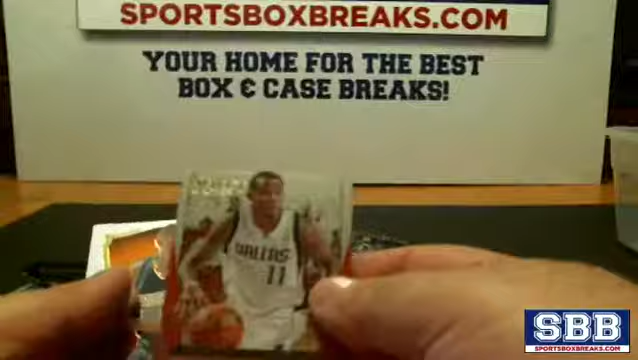 SPORTSBOXBREAKS.COM
YOUR HOME FOR THE BEST
BOX & CASE BREAKS!
DALLAS
11
SBB
SPORTSBOXBREAKS.COM